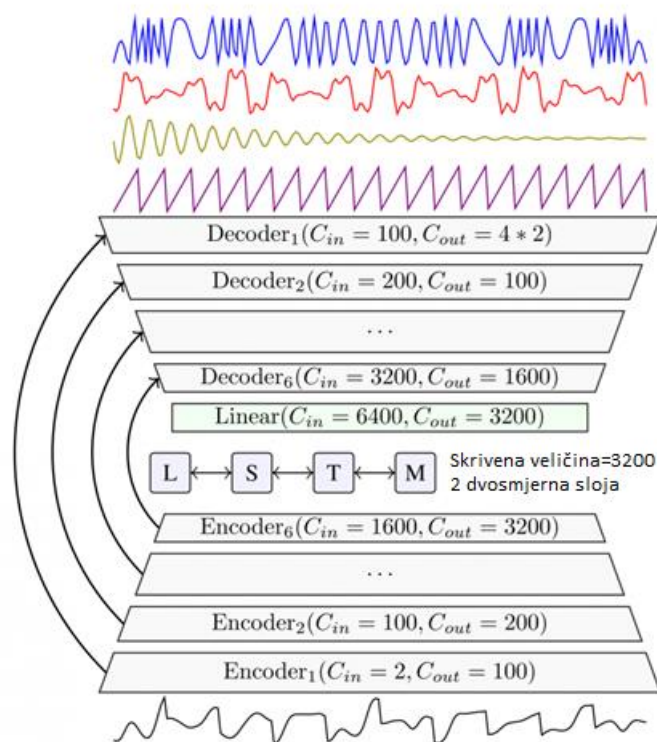 Decoder₁(C_in = 100, C_out = 4 * 2)
Decoder₂(C_in = 200, C_out = 100)
...
Decoder₆(C_in = 3200, C_out = 1600)
Linear(C_in = 6400, C_out = 3200)
L S T M
Skrivena veličina=3200
2 dvosmjerna sloja
Encoder₆(C_in = 1600, C_out = 3200)
...
Encoder₂(C_in = 100, C_out = 200)
Encoder₁(C_in = 2, C_out = 100)